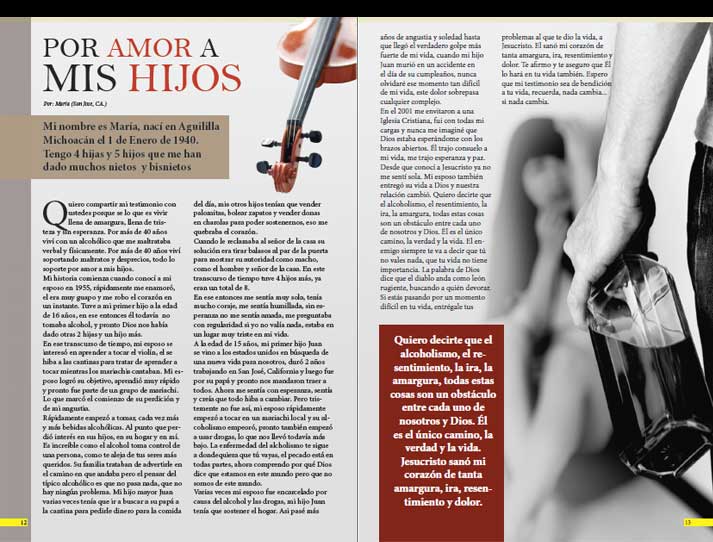 POR AMOR A
MIS HIJOS
Por: María (San Jose, CA.)
Mi nombre es María, nací en Aguililla
Michoacán el 1 de Enero de 1940.
Tengo 4 hijas y 5 hijos que me han
dado muchos nietos y bisnietos
Quiero compartir mi testimonio con
ustedes porque se lo que es vivir
llena de amargura, llena de tris-
teza y sin esperanza. Por más de 40 años
viví con un alcohólico que me maltrataba
verbal y físicamente. Por más de 40 años viví
soportando maltratos y desprecios, todo lo
soporte por amor a mis hijos.
Mi historia comienza cuando conocí a mi
esposo en 1955, rápidamente me enamoró,
el era muy guapo y me robo el corazón en
un instante. Tuve a mi primer hijo a la edad
de 16 años, en ese entonces él todavía no
tomaba alcohol, y pronto Dios nos había
dado otras 2 hijas y un hijo más.
En ese transcurso de tiempo, mi esposo se
interesó en aprender a tocar el violín, el se
hiba a las cantinas para tratar de aprender a
tocar mientras los mariachis cantaban. Mi es-
poso logró su objetivo, aprendió muy rápido
y pronto fue parte de un grupo de mariachi.
Lo que marcó el comienzo de su perdición y
de mi angustia.
Rápidamente empezó a tomar, cada vez más
y más bebidas alcohólicas. Al punto que per-
dió interés en sus hijos, en su hogar y en mí.
Es increíble como el alcohol toma control de
una persona, como te aleja de tus seres más
queridos. Su familia trataban de advertirle en
el camino en que andaba pero el pensar del
típico alcohólico es que no pasa nada, que no
hay ningún problema. Mi hijo mayor Juan
varias veces tenía que ir a buscar a su papá a
la cantina para pedirle dinero para la comida
del día, mis otros hijos tenían que vender
palomitas, bolear zapatos y vender donas
en charolas para poder sostenernos, eso me
quebraba el corazón.
Cuando le reclamaba al señor de la casa su
solución era tirar balasos al par de la puerta
para mostrar su autoridad como macho,
como el hombre y señor de la casa. En este
transcurso de tiempo tuve 4 hijos más, ya
eran un total de 8.
En ese entonces me sentía muy sola, tenía
mucho coraje, me sentía humillada, sin es-
peranza no me sentía amada, me preguntaba
con regularidad si yo no valía nada, estaba en
un lugar muy triste en mi vida.
A la edad de 15 años, mi primer hijo Juan
se vino a los estados unidos en búsqueda de
una nueva vida para nosotros, duró 2 años
trabajando en San José, California y luego fue
por su papá y pronto nos mandaron traer a
todos. Ahora me sentía con esperanza, sentía
y creía que todo hiba a cambiar. Pero tris-
temente no fue así, mi esposo rápidamente
empezó a tocar en un mariachi local y su al-
coholismo empeoró, pronto también empezó
a usar drogas, lo que nos llevó todavía más
bajo. La enfermedad del alcholismo te sigue
a dondequiera que tú vayas, el pecado está en
todas partes, ahora comprendo por qué Dios
dice que estamos en este mundo pero que no
somos de este mundo.
Varias veces mi esposo fue encarcelado por
causa del alcohol y las drogas, mi hijo Juan
tenía que sostener el hogar. Así pasé más
12
años de angustia y soledad hasta
que llegó el verdadero golpe más
fuerte de mi vida, cuando mi hijo
Juan murió en un accidente en
el día de su cumpleaños, nunca
olvidaré ese momento tan difícil
de mi vida, este dolor sobrepasa
cualquier complejo.
En el 2001 me envitaron a una
Iglesia Cristiana, fui con todas mi
cargas y nunca me imaginé que
Dios estaba esperándome con los
brazos abiertos. Él trajo consuelo a
mi vida, me trajo esperanza y paz.
Desde que conocí a Jesucristo ya no
me sentí sola. Mi esposo también
entregó su vida a Dios y nuestra
relación cambió. Quiero decirte que
el alcoholismo, el resentimiento, la
ira, la amargura, todas estas cosas
son un obstáculo entre cada uno
de nosotros y Dios. Él es el único
camino, la verdad y la vida. El en-
emigo siempre te va a decir que tú
no vales nada, que tu vida no tiene
importancia. La palabra de Dios
dice que el diablo anda como león
rugiente, buscando a quién devorar.
Si estás pasando por un momento
difícil en tu vida, entrégale tus
problemas al que te dio la vida, a
Jesucristo. El sanó mi corazón de
tanta amargura, ira, resentimiento y
dolor. Te afirmo y te aseguro que Él
lo hará en tu vida también. Espero
que mi testimonio sea de bendición
a tu vida, recuerda, nada cambia...
si nada cambia.
Quiero decirte que el
alcoholismo, el re-
sentimiento, la ira, la
amargura, todas estas
cosas son un obstáculo
entre cada uno de
nosotros y Dios. Él
es el único camino, la
verdad y la vida.
Jesucristo sanó mi
corazón de tanta
amargura, ira, resen-
timiento y dolor.
13